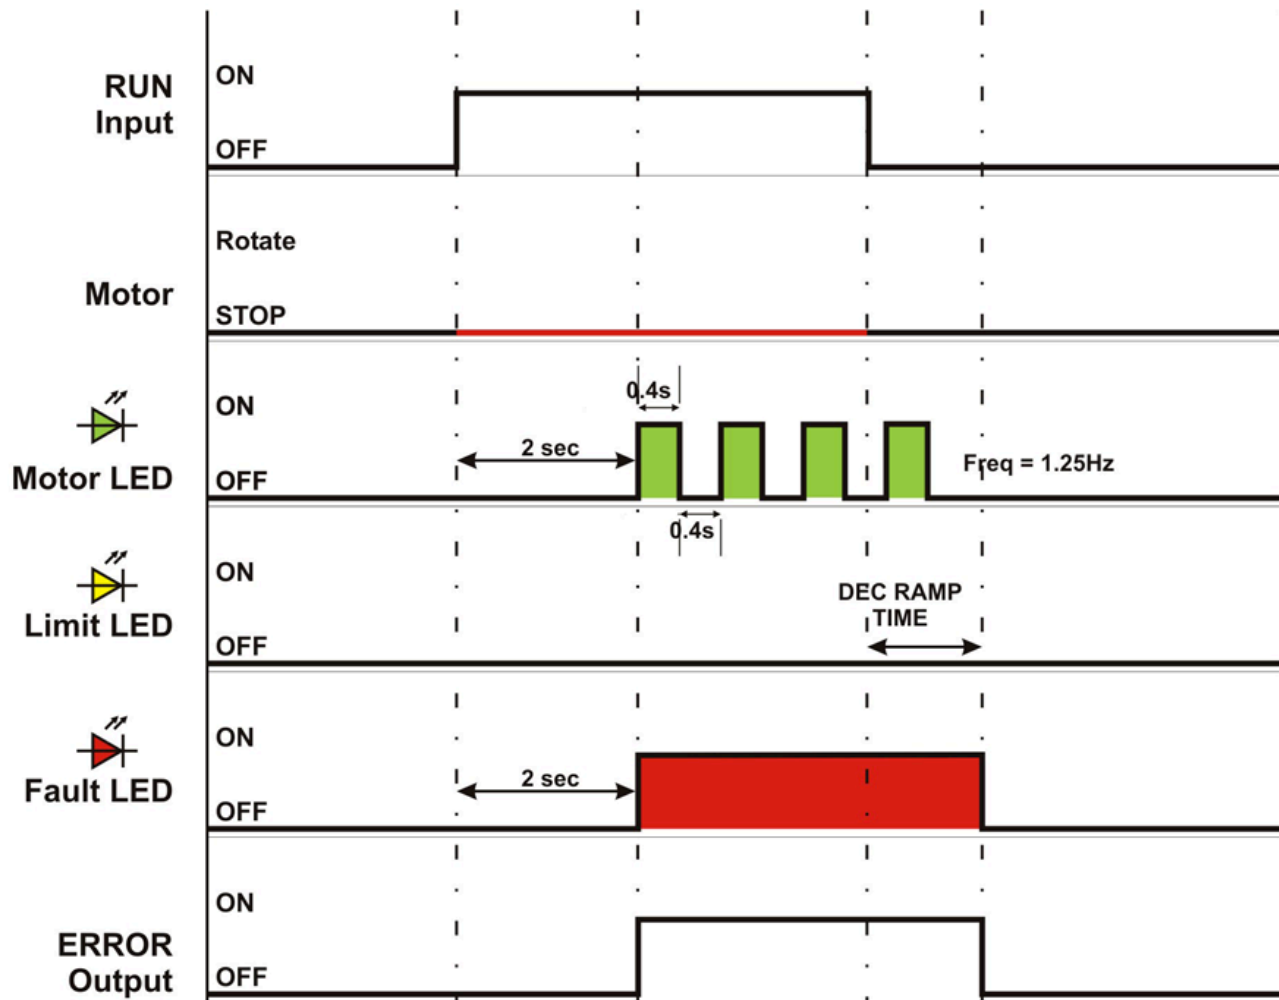 RUN
Input
ON
OFF
Motor
Rotate
STOP
Motor LED
ON
OFF
2 sec
0.4s
0.4s
Freq = 1.25Hz
Limit LED
ON
OFF
DEC RAMP
TIME
Fault LED
ON
OFF
2 sec
ERROR
Output
ON
OFF